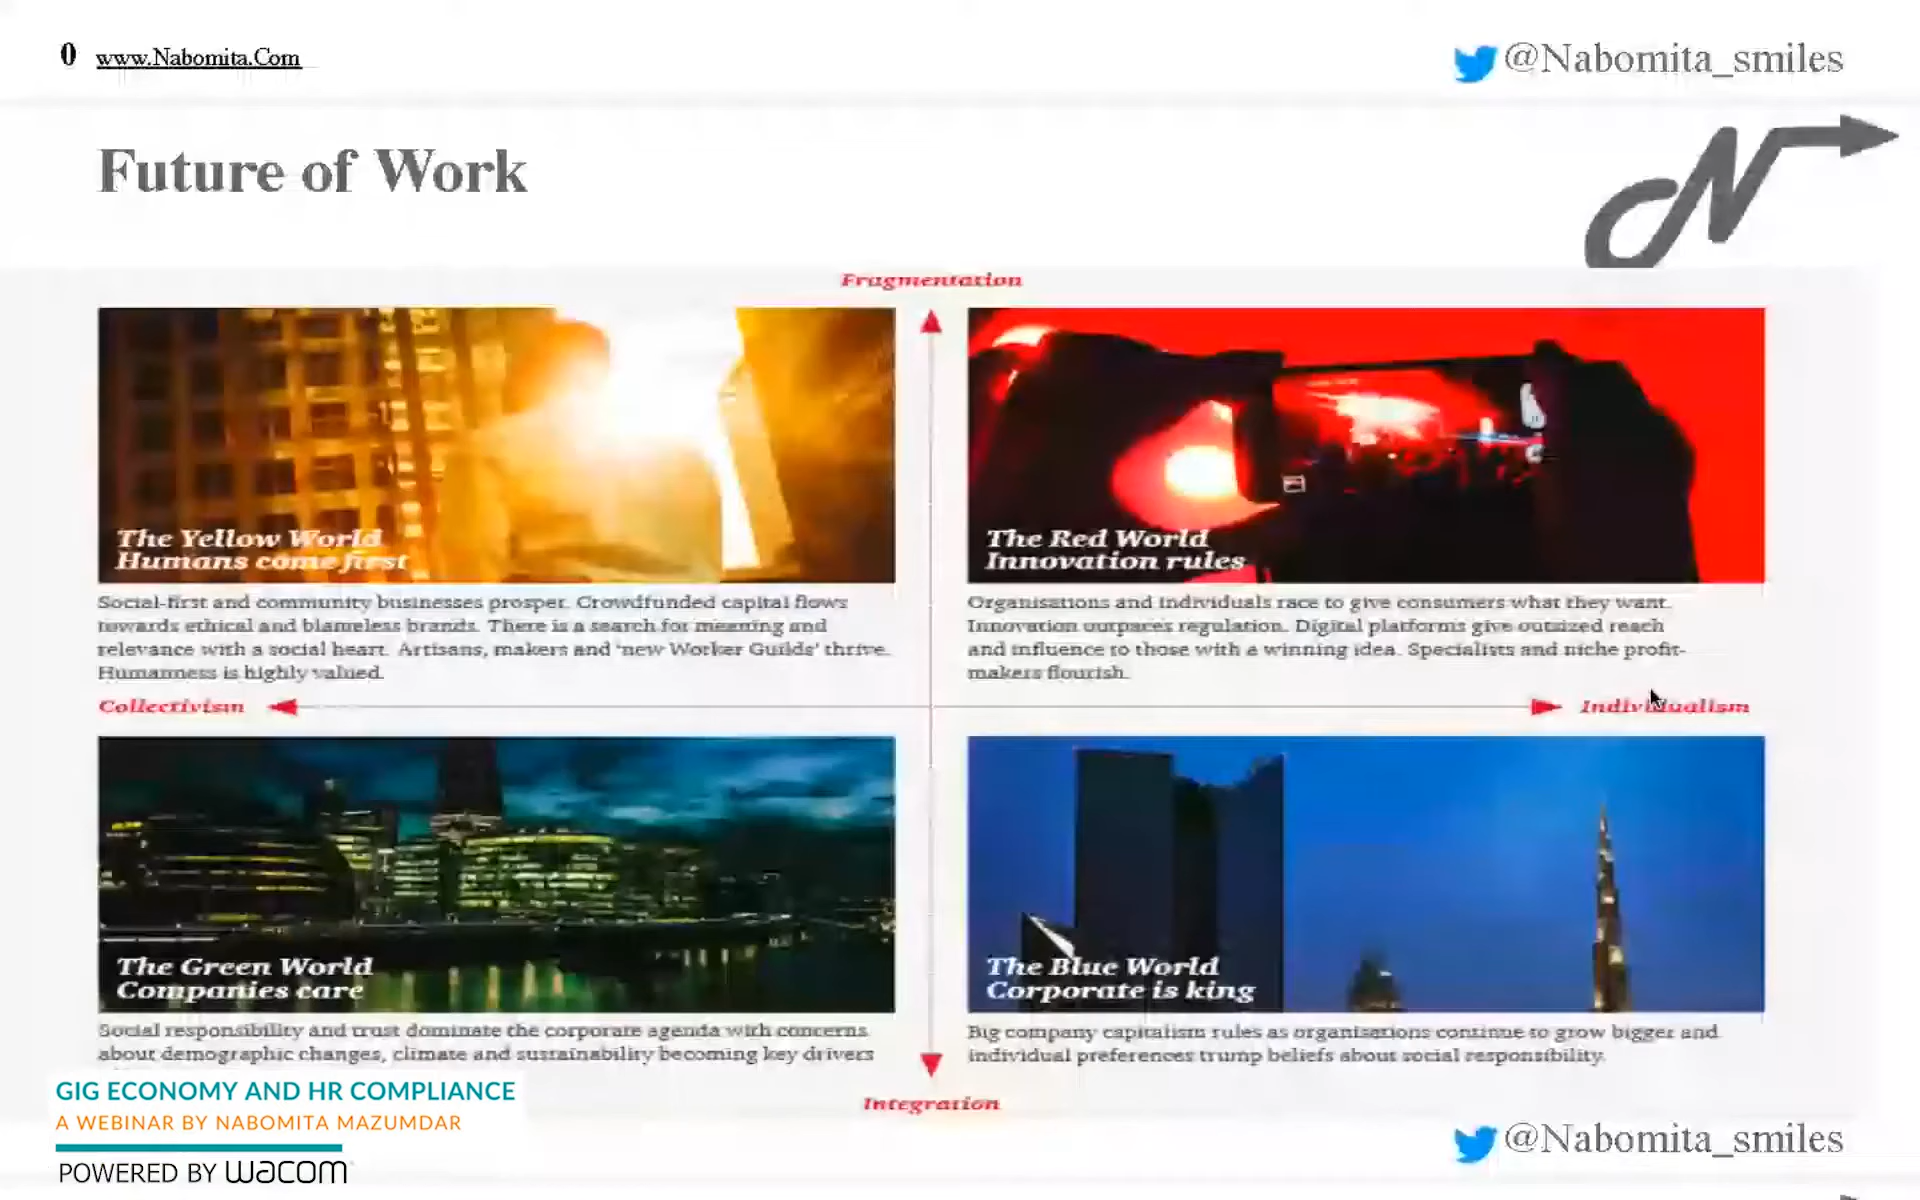 0 www.Nabomita.Com
@Nabomita_smiles
Future of Work
Fragmentation
The Yellow World
Humans come first
Social-first and community businesses prosper. Crowdfunded capital flows
towards ethical and blameless brands. There is a search for meaning and
relevance with a social heart. Artisans, makers and 'new Worker Guilds' thrive.
Humanness is highly valued.
The Red World
Innovation rules
Organisations and individuals race to give consumers what they want.
Innovation outpaces regulation. Digital platforms give outsized reach
and influence to those with a winning idea. Specialists and niche profit-
makers flourish.
Collectivism
Individualism
The Green World
Companies care
Social responsibility and trust dominate the corporate agenda with concerns
about demographic changes, climate and sustainability becoming key drivers
The Blue World
Corporate is king
Big company capitalism rules as organisations continue to grow bigger and
individual preferences trump beliefs about social responsibility.
Integration
GIG ECONOMY AND HR COMPLIANCE
A WEBINAR BY NABOMITA MAZUMDAR
POWERED BY wacom
@Nabomita_smiles